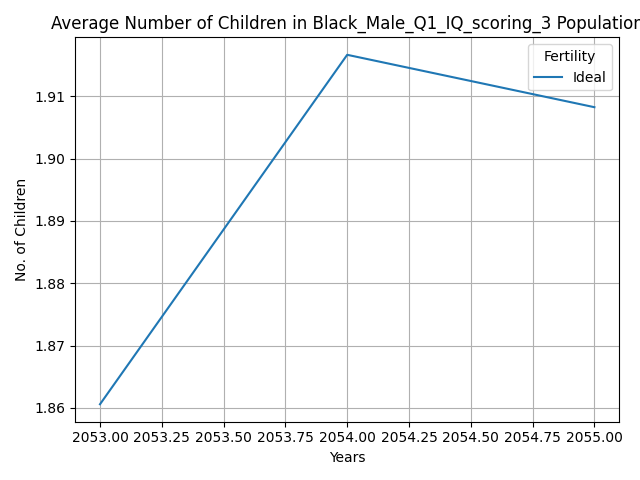 Average Number of Children in Black_Male_Q1_IQ_scoring_3 Population
Fertility
Ideal
1.91
1.90
1.89
1.88
1.87
1.86
No. of Children
2053.00 2053.25 2053.50 2053.75 2054.00 2054.25 2054.50 2054.75 2055.00
Years